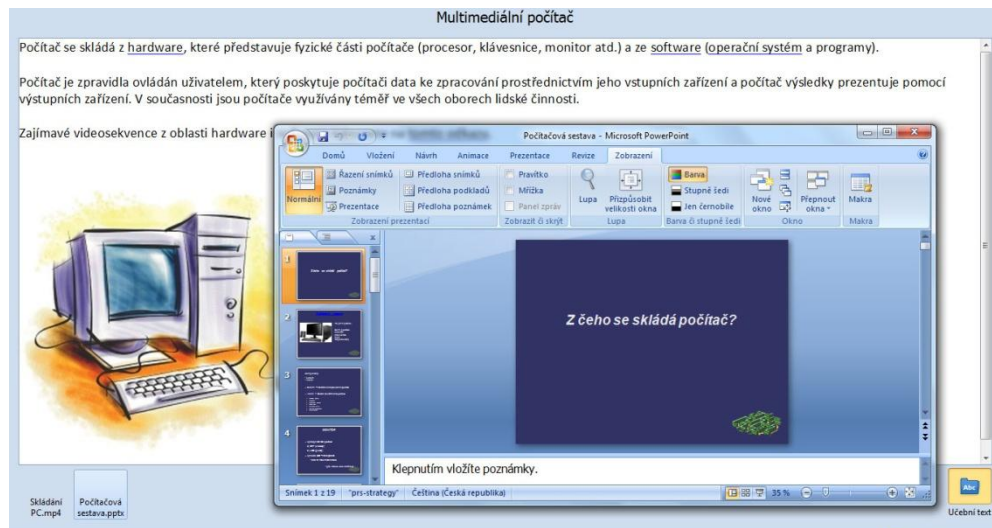 Multimediální počítač
Počítač se skládá z hardware, které představuje fyzické části počítače (procesor, klávesnice, monitor atd.) a ze software (operační systém a programy).
Počítač je zpravidla ovládán uživatelem, který poskytuje počítači data ke zpracování prostřednictvím jeho vstupních zařízení a počítač výsledky prezentuje pomocí
výstupních zařízení. V současnosti jsou počítače využívány téměř ve všech oborech lidské činnosti.
Zajímavé videosekvence z oblasti hardware i
Počítačová sestava - Microsoft PowerPoint
Domů Vložení Návrh Animace Prezentace Revize Zobrazení
Normální
Řazení snímků
Poznámky
Prezentace
Předloha snímků
Předloha podkladů
Předloha poznámek
Zobrazení prezentací
Pravítko
Mřížka
Panel zpráv
Zobrazit či skrýt
Lupa
Přizpůsobit
velikosti okna
Lupa
Barva
Stupně šedi
Jen černobíle
Barva či stupně šedi
Nové
okno
Přepnout
okna
Okno
Makra
Makra
1
2
3
4
Z čeho se skládá počítač?
Klepnutím vložíte poznámky.
Snímek 1 z 19 "prs-strategy" Čeština (Česká republika) 35 %
Skládání
PC.mp4
Počítačová
sestava.pptx
Abc
Učební text